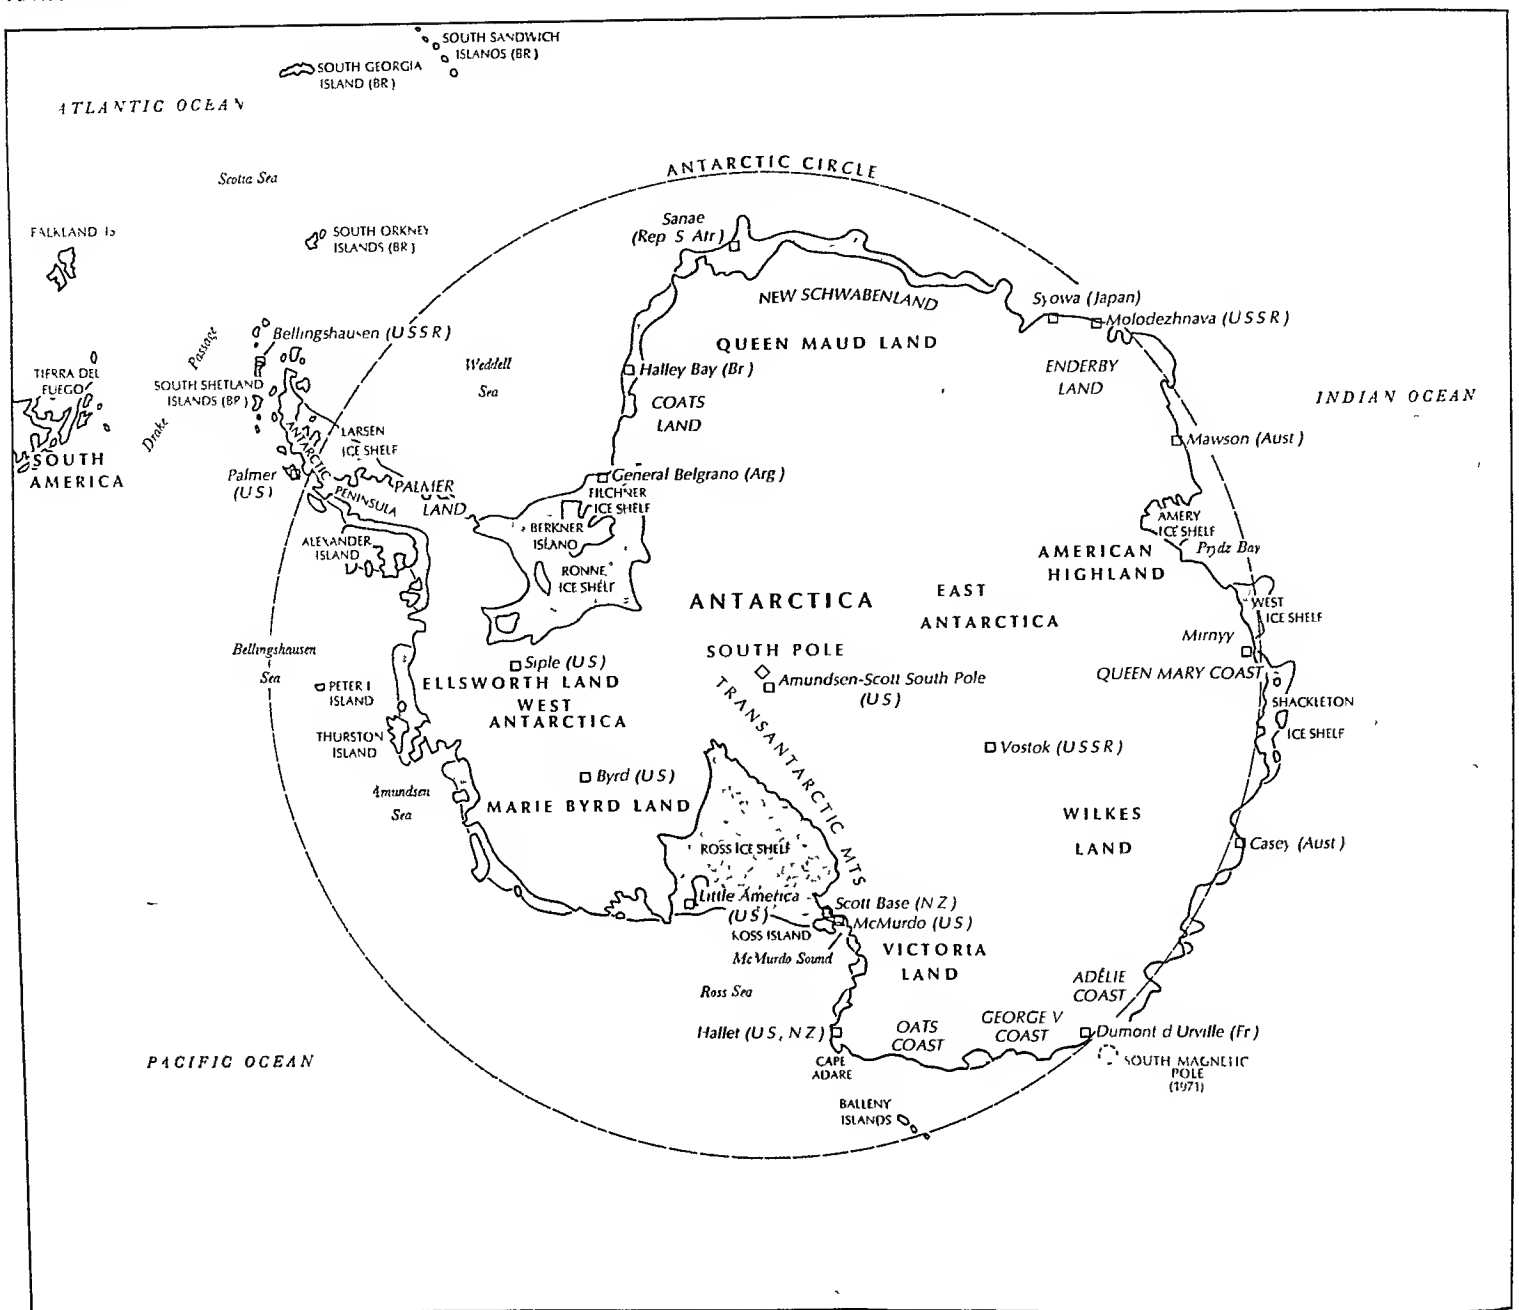 SOUTH SANDWICH
ISLANDS (BR)
SOUTH GEORGIA
ISLAND (BR)
ATLANTIC OCEAN
ANTARCTIC CIRCLE
Scotia Sea
Sanae
(Rep S Afr)
FALKLAND IS
SOUTH ORKNEY
ISLANDS (BR)
NEW SCHWABENLAND
Syowa (Japan)
Molodezhnava (USSR)
Bellingshausen (USSR)
Drake Passage
QUEEN MAUD LAND
Weddell
Sea
Halley Bay (Br)
ENDERBY
LAND
TIERRA DEL
FUEGO
SOUTH SHETLAND
ISLANDS (BR)
INDIAN OCEAN
COATS
LAND
LARSEN
ICE SHELF
ANTARCTIC
PENINSULA
Mawson (Aust)
SOUTH
AMERICA
Palmer
(US)
PALMER
LAND
General Belgrano (Arg)
FILCHNER
ICE SHELF
BERKNER
ISLAND
AMERY
ICE SHELF
Prydz Bay
ALEXANDER
ISLAND
AMERICAN
HIGHLAND
RONNE
ICE SHELF
ANTARCTICA
EAST
ANTARCTICA
WEST
ICE SHELF
Mirnyy
Bellingshausen
Sea
SOUTH POLE
Siple (US)
Amundsen-Scott South Pole
(US)
QUEEN MARY COAST
PETER I
ISLAND
ELLSWORTH LAND
WEST
ANTARCTICA
TRANSANTARCTIC MTS
SHACKLETON
ICE SHELF
THURSTON
ISLAND
Vostok (USSR)
Byrd (US)
Amundsen
Sea
MARIE BYRD LAND
WILKES
LAND
ROSS ICE SHELF
Casey (Aust)
Little America
(US)
Scott Base (NZ)
McMurdo (US)
ROSS ISLAND
McMurdo Sound
VICTORIA
LAND
Ross Sea
ADÉLIE
COAST
Hallet (US, NZ)
OATS
COAST
GEORGE V
COAST
Dumont d Urville (Fr)
PACIFIC OCEAN
CAPE
ADARE
SOUTH MAGNETIC
POLE
(1971)
BALLENY
ISLANDS